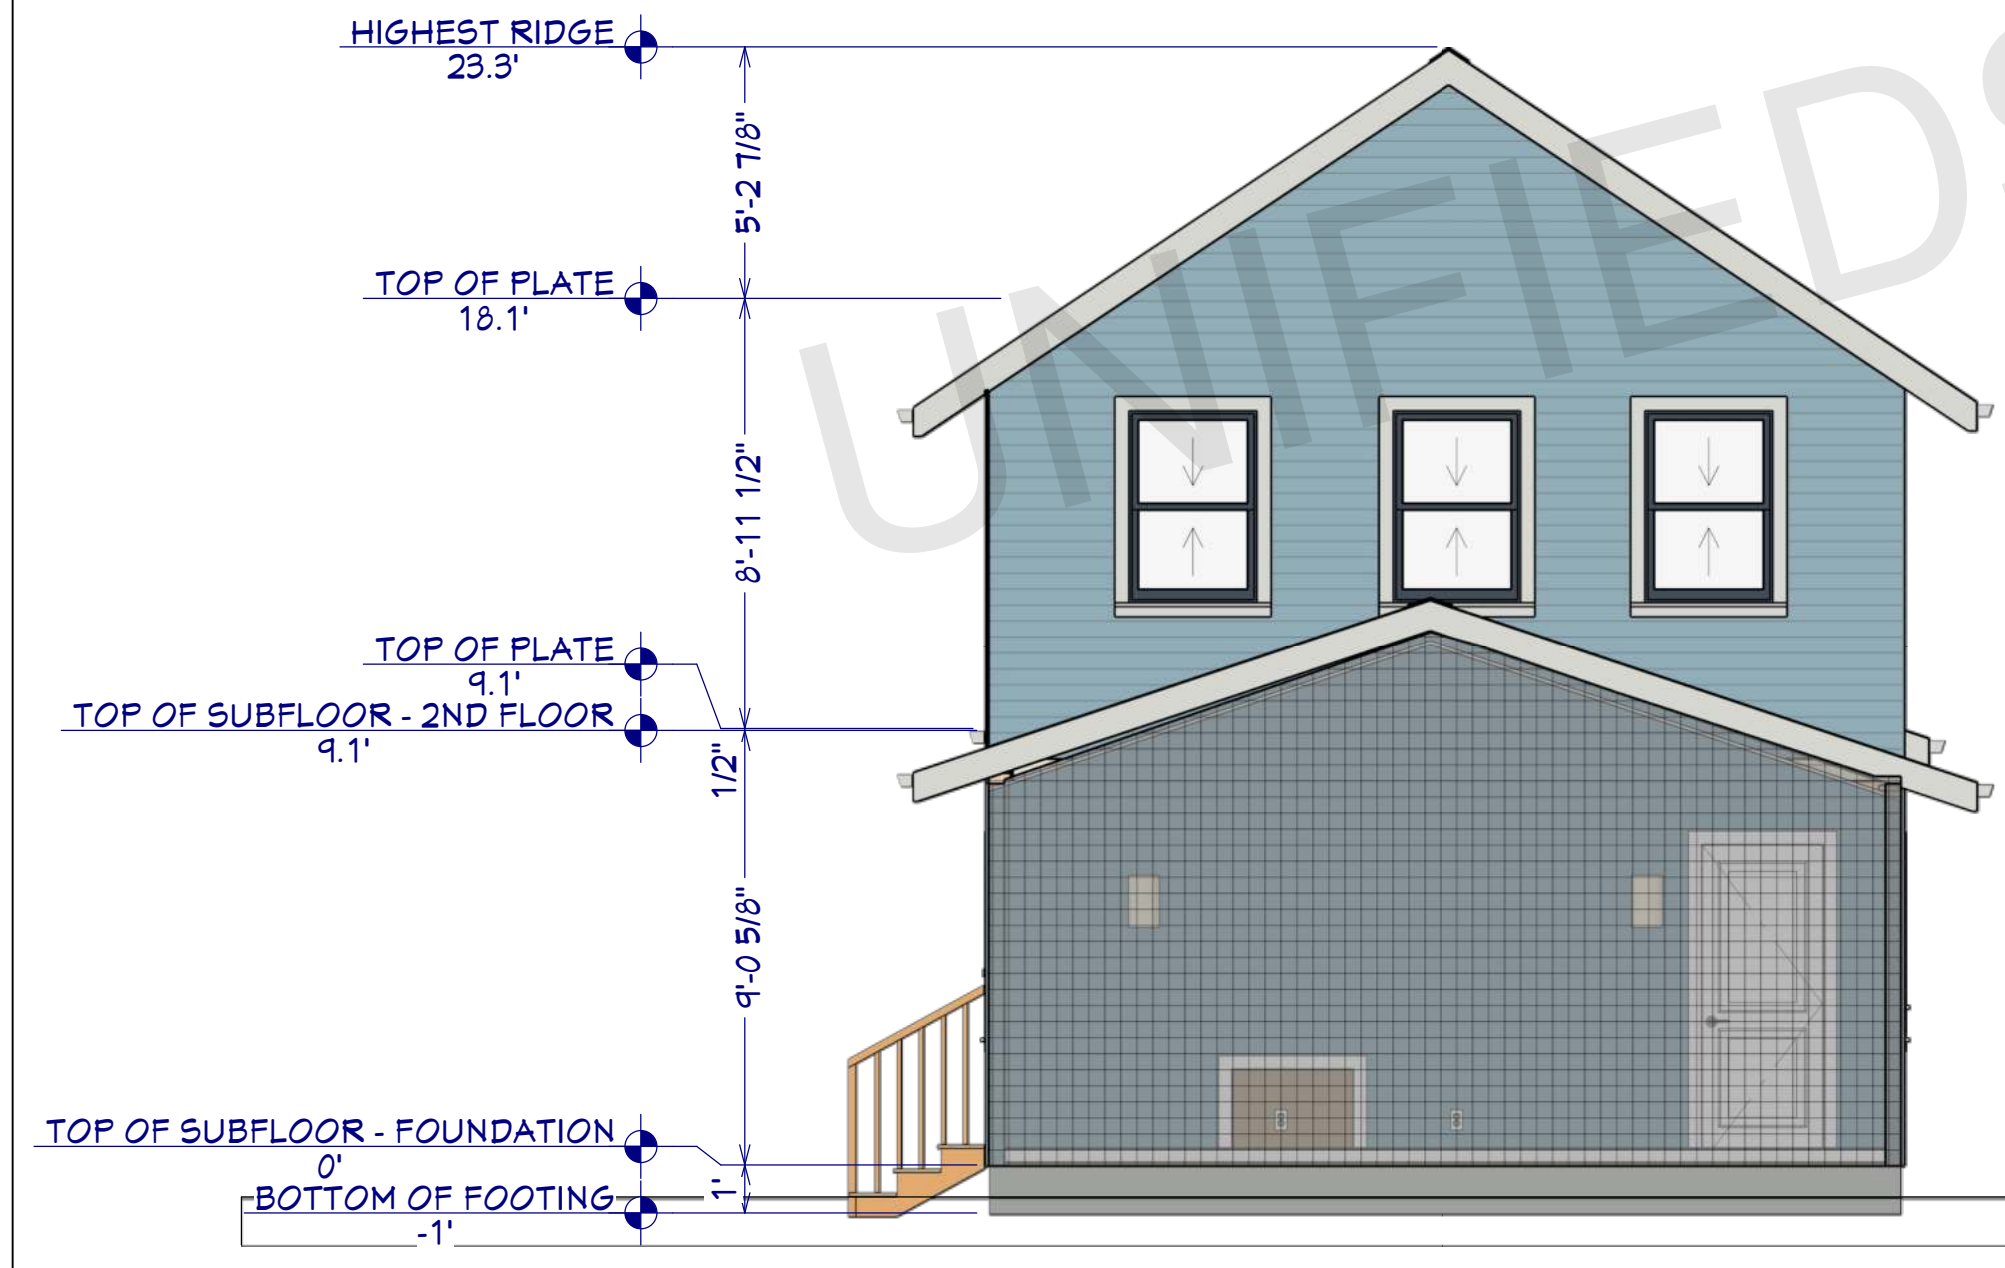 HIGHEST RIDGE
23.3'
5'-2 7/8"
TOP OF PLATE
18.1'
8'-11 1/2"
TOP OF PLATE
9.1'
TOP OF SUBFLOOR - 2ND FLOOR
9.1'
1/2"
9'-0 5/8"
TOP OF SUBFLOOR - FOUNDATION
0'
1'
BOTTOM OF FOOTING
-1'
UNIFIED